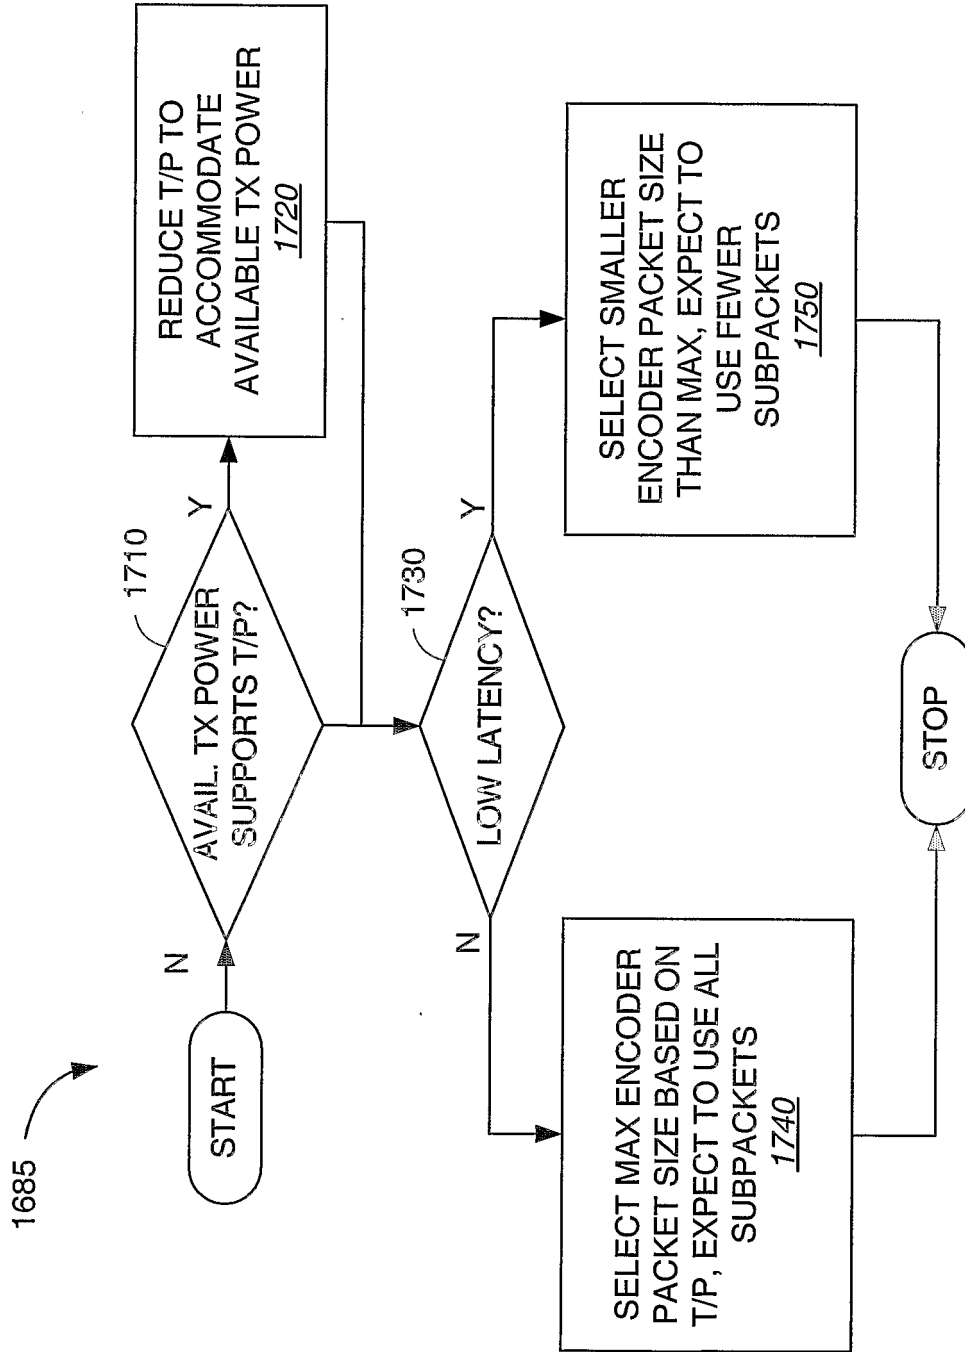 1685
START
N
AVAIL. TX POWER
SUPPORTS T/P?
1710
Y
REDUCE T/P TO
ACCOMMODATE
AVAILABLE TX POWER
1720
LOW LATENCY?
1730
N
Y
SELECT MAX ENCODER
PACKET SIZE BASED ON
T/P, EXPECT TO USE ALL
SUBPACKETS
1740
SELECT SMALLER
ENCODER PACKET SIZE
THAN MAX, EXPECT TO
USE FEWER
SUBPACKETS
1750
STOP